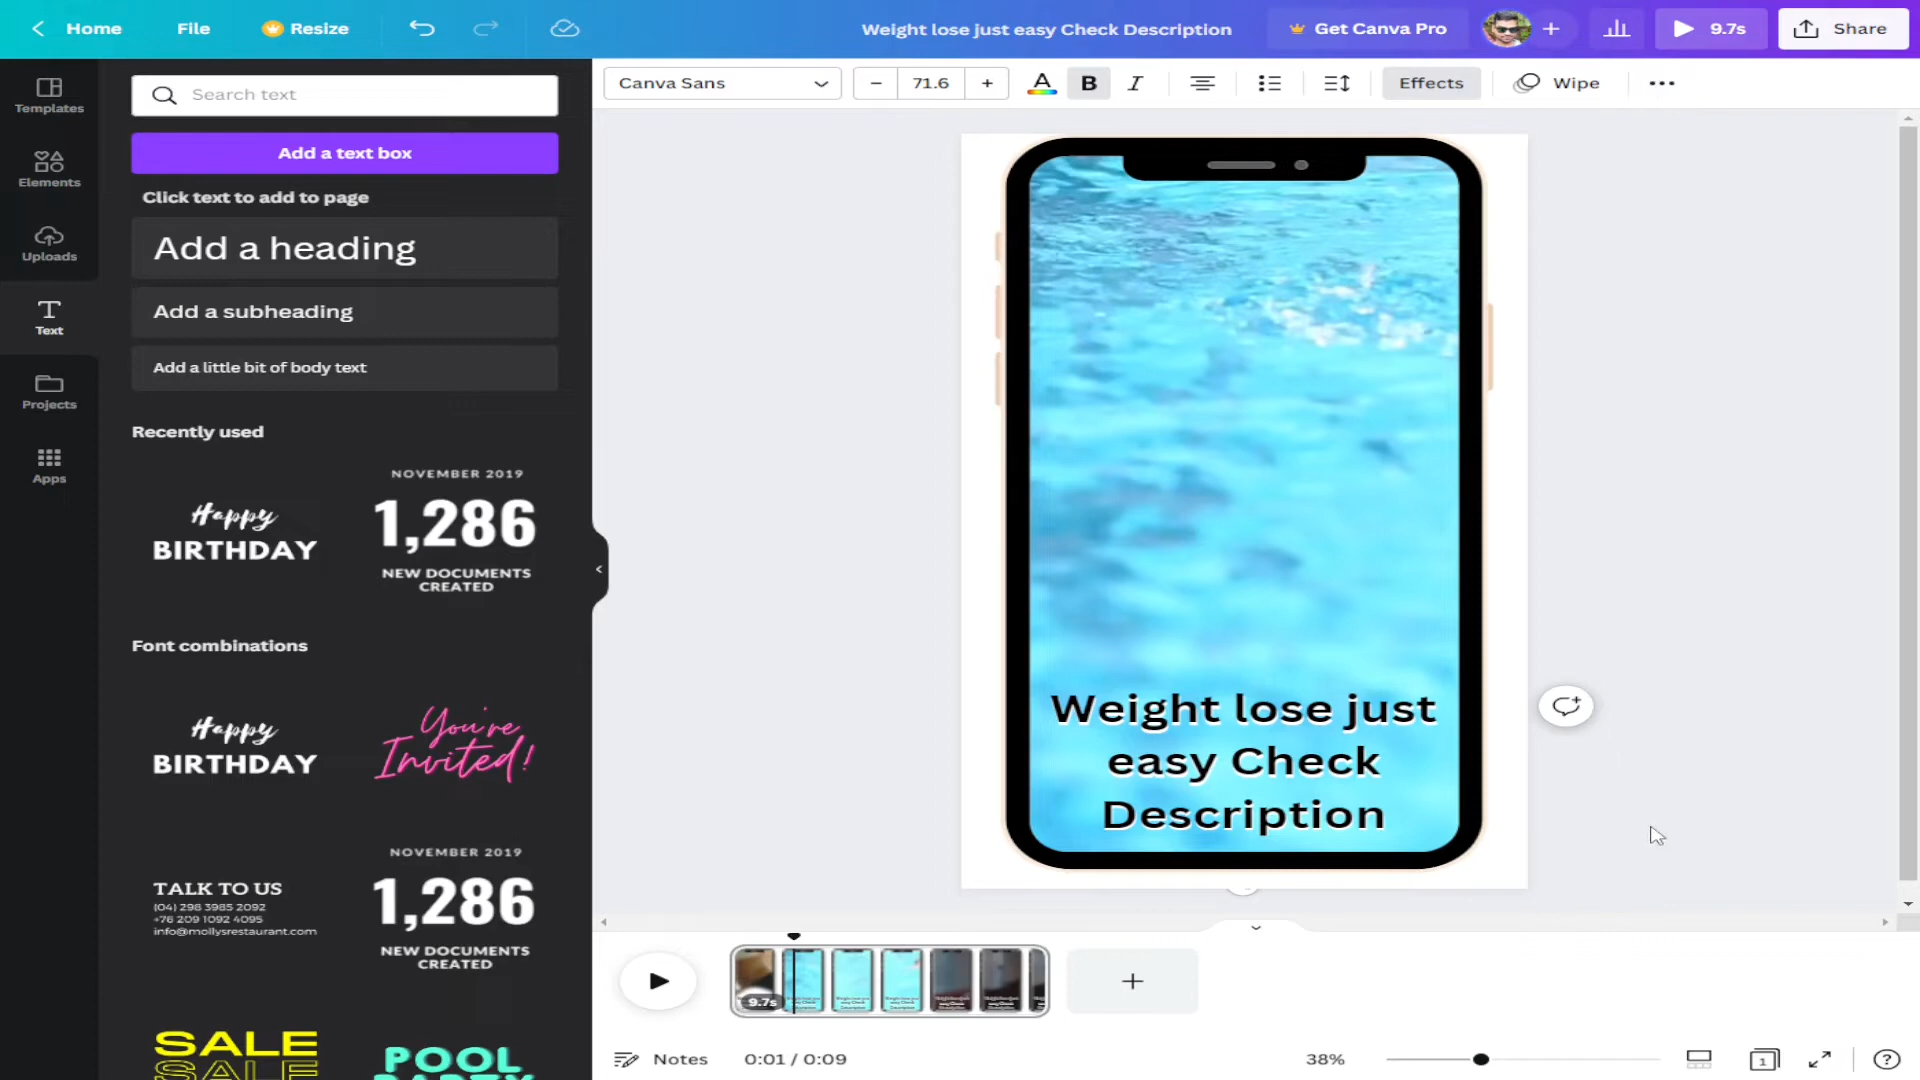 Home File Resize Weight lose just easy Check Description Get Canva Pro 9.7s Share
Templates
Elements
Uploads
Text
Projects
Apps
Search text
Add a text box
Click text to add to page
Add a heading
Add a subheading
Add a little bit of body text
Recently used
Happy
BIRTHDAY
NOVEMBER 2019
1,286
NEW DOCUMENTS
CREATED
Font combinations
Happy
BIRTHDAY
You're
Invited!
TALK TO US
(04) 298 3985 2092
+76 209 1092 4095
info@mollysrestaurant.com
NOVEMBER 2019
1,286
NEW DOCUMENTS
CREATED
SALE
SALE
POOL
PARTY
Canva Sans 71.6 A B I Effects Wipe
Weight lose just
easy Check
Description
9.7s
Notes 0:01 / 0:09 38% 1